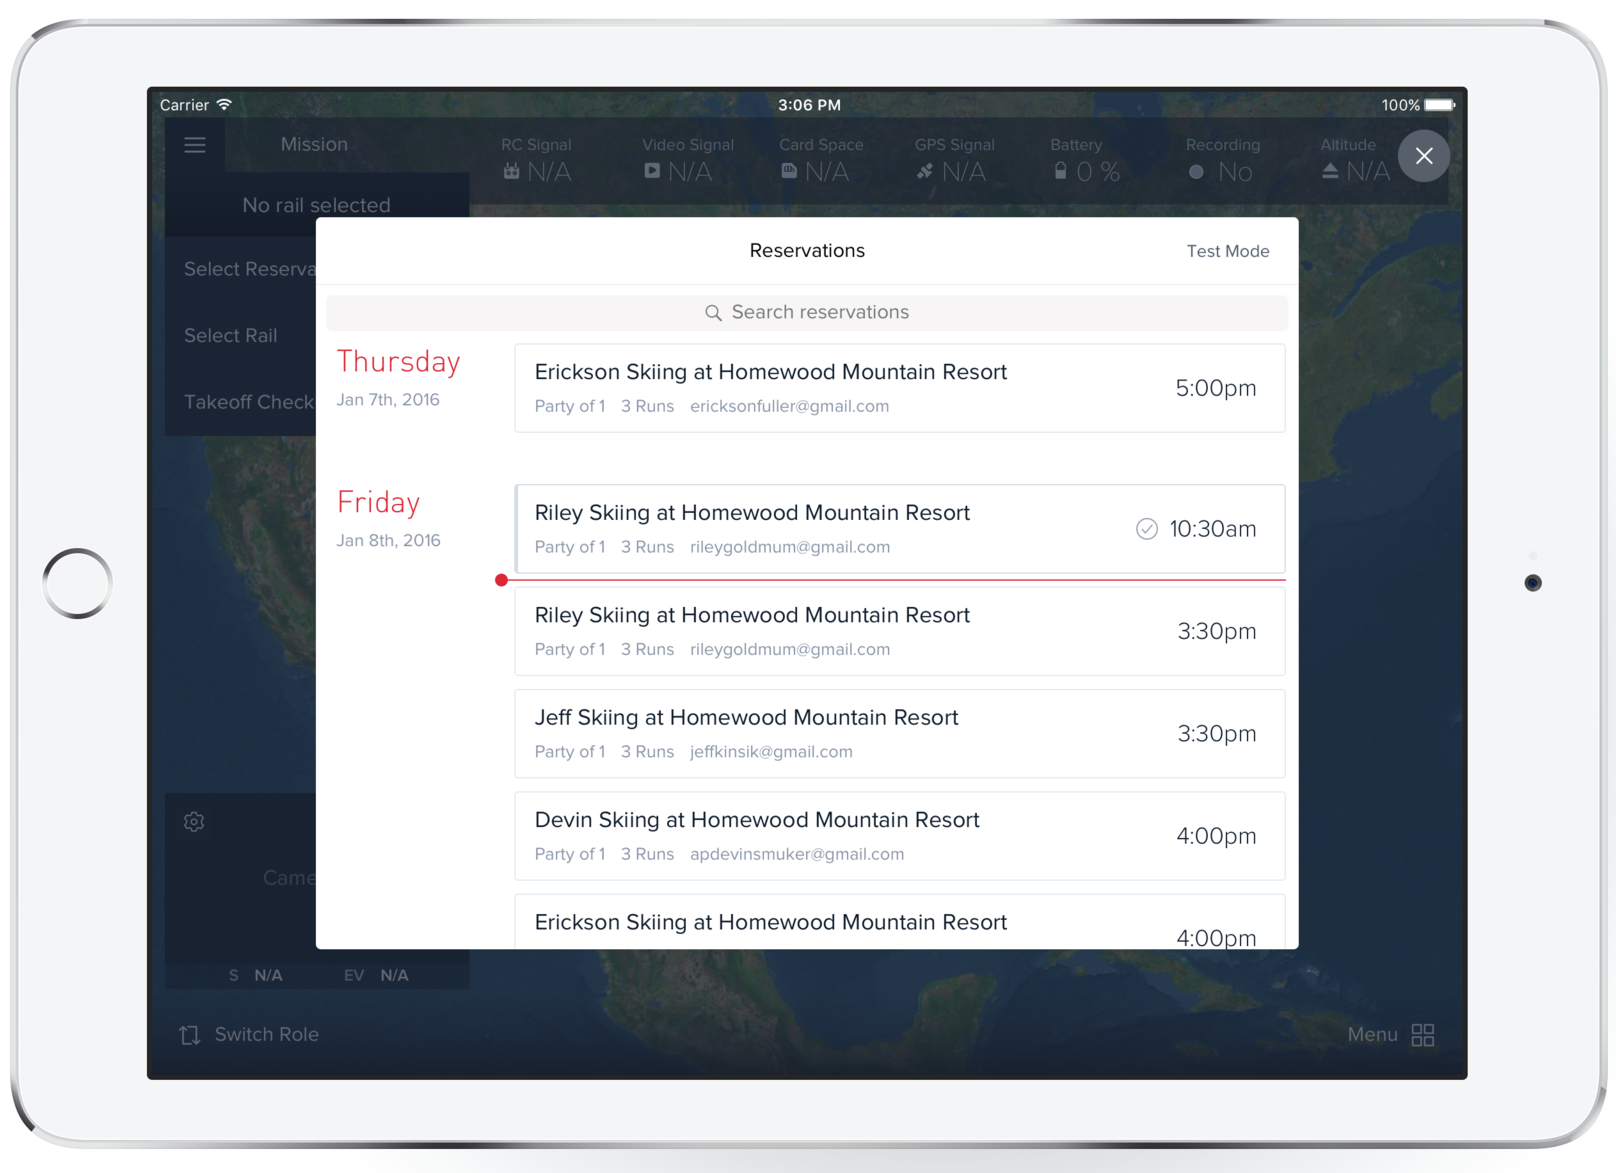 Carrier 3:06 PM 100%
Mission
RC Signal Video Signal Card Space GPS Signal Battery Recording Altitude
N/A N/A N/A N/A 0 % No N/A
No rail selected
Reservations Test Mode
Select Reserva
Search reservations
Select Rail
Thursday
Jan 7th, 2016
Erickson Skiing at Homewood Mountain Resort
Party of 1 3 Runs ericksonfuller@gmail.com
5:00pm
Takeoff Check
Friday
Jan 8th, 2016
Riley Skiing at Homewood Mountain Resort
Party of 1 3 Runs rileygoldmum@gmail.com
10:30am
Riley Skiing at Homewood Mountain Resort
Party of 1 3 Runs rileygoldmum@gmail.com
3:30pm
Jeff Skiing at Homewood Mountain Resort
Party of 1 3 Runs jeffkinsik@gmail.com
3:30pm
Devin Skiing at Homewood Mountain Resort
Party of 1 3 Runs apdevinsmuker@gmail.com
4:00pm
Came
Erickson Skiing at Homewood Mountain Resort
4:00pm
S N/A EV N/A
Switch Role
Menu